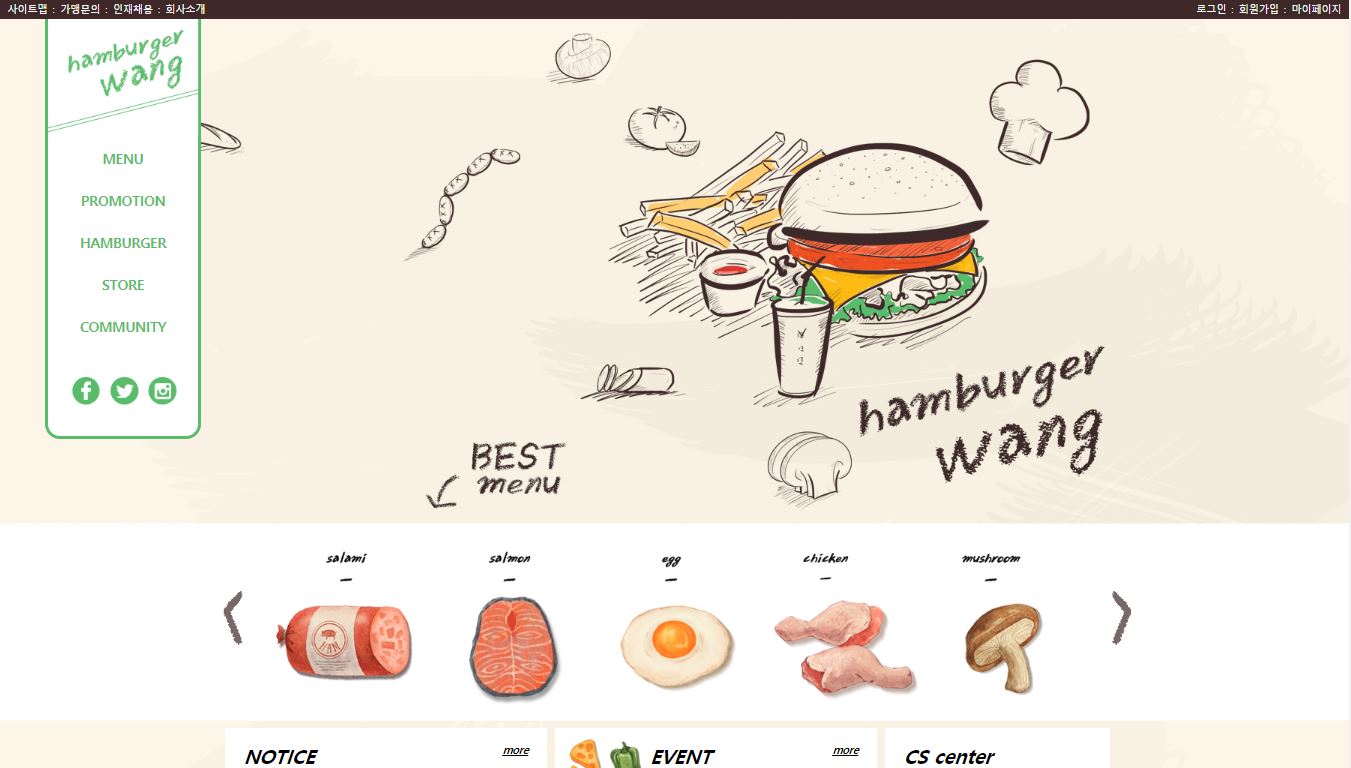 사이트맵 : 가맹문의 : 인재채용 : 회사소개
로그인 : 회원가입 : 마이페이지
hamburger
wang
MENU
PROMOTION
HAMBURGER
STORE
COMMUNITY
hamburger
wang
BEST
menu
salami
salmon
egg
chicken
mushroom
NOTICE
more
EVENT
more
CS center